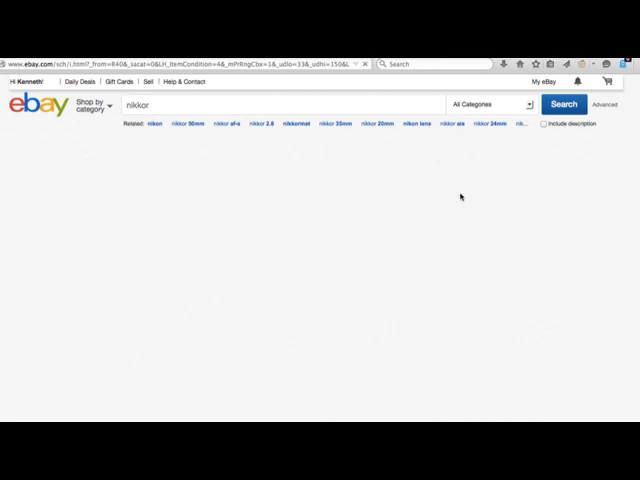 www.ebay.com/sch/i.html?_from=R40&_sacat=0&LH_ItemCondition=4&_mPrRngCbx=1&_udlo=33&_udhi=150&L
Search
Hi Kenneth!
Daily Deals
Gift Cards
Sell
Help & Contact
My eBay
ebay
Shop by
category
nikkor
All Categories
Search
Advanced
Related: nikon nikkor 50mm nikkor af-s nikkor 2.8 nikkormat nikkor 35mm nikkor 20mm nikon lens nikkor ais nikkor 24mm nik...
Include description